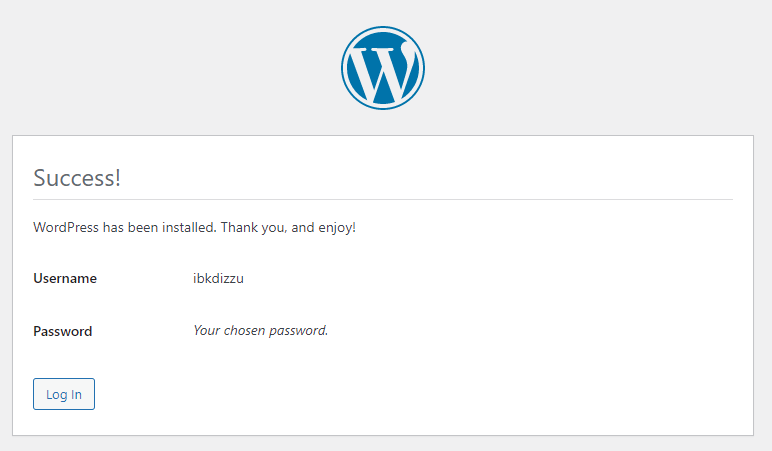 Success!
WordPress has been installed. Thank you, and enjoy!
Username ibkdizzu
Password Your chosen password.
Log In